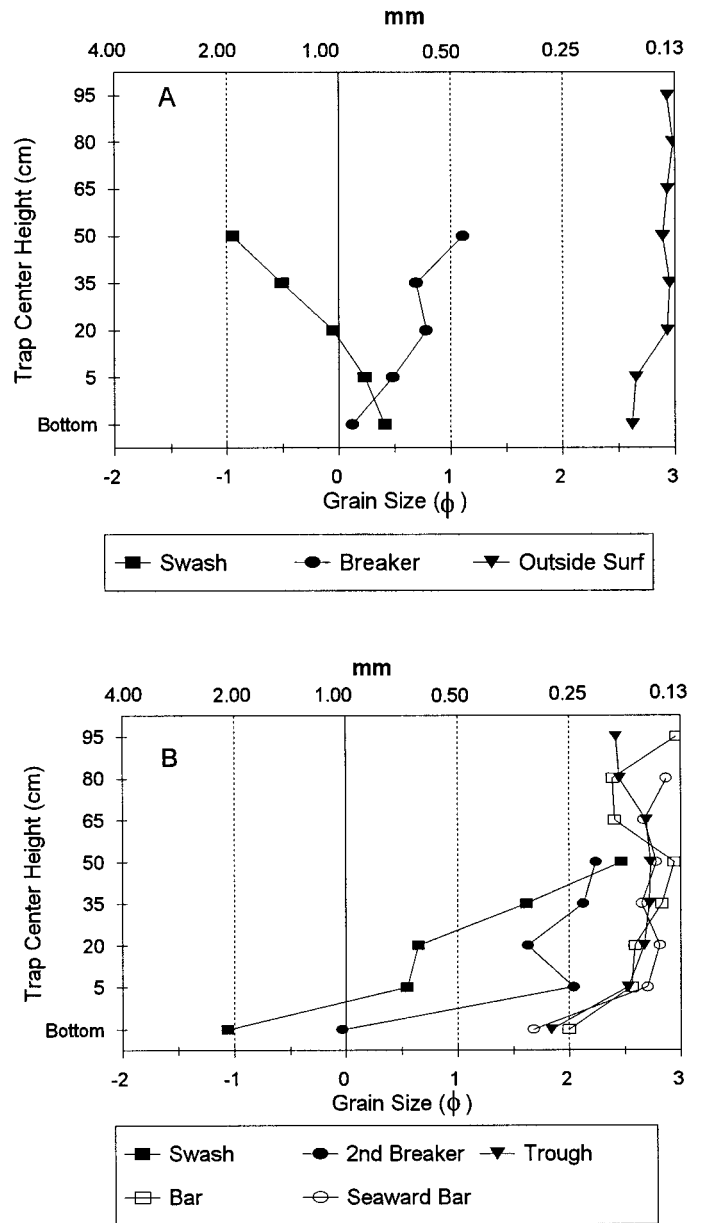 mm
4.00 2.00 1.00 0.50 0.25 0.13
A
95
80
65
50
35
20
5
Bottom
Trap Center Height (cm)
-2 -1 0 1 2 3
Grain Size (ϕ)
Swash Breaker Outside Surf
mm
4.00 2.00 1.00 0.50 0.25 0.13
B
95
80
65
50
35
20
5
Bottom
Trap Center Height (cm)
-2 -1 0 1 2 3
Grain Size (ϕ)
Swash 2nd Breaker Trough
Bar Seaward Bar